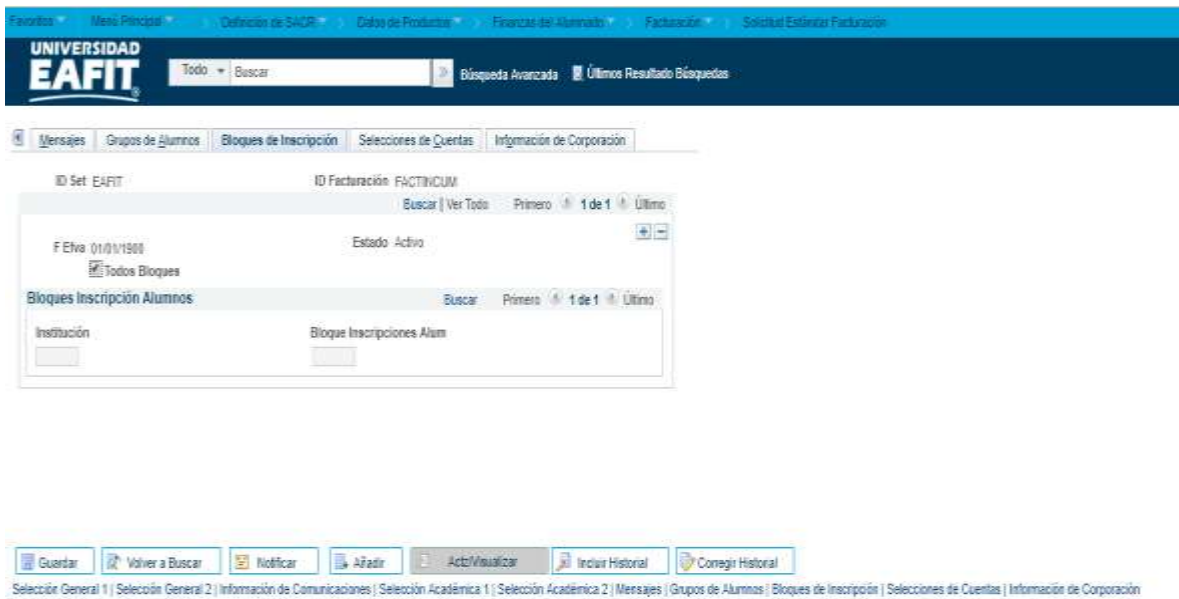 Favoritos Menú Principal Definición de SACR Datos de Productos Finanzas del Alumnado Facturación Solicitud Estándar Facturación
UNIVERSIDAD
EAFIT
Todo Buscar Búsqueda Avanzada Últimos Resultado Búsquedas
Mensajes Grupos de Alumnos Bloques de Inscripción Selecciones de Cuentas Información de Corporación
ID Set EAFIT ID Facturación FACTINCUM
Buscar | Ver Todo Primero 1 de 1 Último
F Efva 01/01/1900 Estado Activo
Todos Bloques
Bloques Inscripción Alumnos Buscar Primero 1 de 1 Último
Institución Bloque Inscripciones Alum
Guardar Volver a Buscar Notificar Añadir Actz/Visualizar Incluir Historial Corregir Historial
Selección General 1 | Selección General 2 | Información de Comunicaciones | Selección Académica 1 | Selección Académica 2 | Mensajes | Grupos de Alumnos | Bloques de Inscripción | Selecciones de Cuentas | Información de Corporación